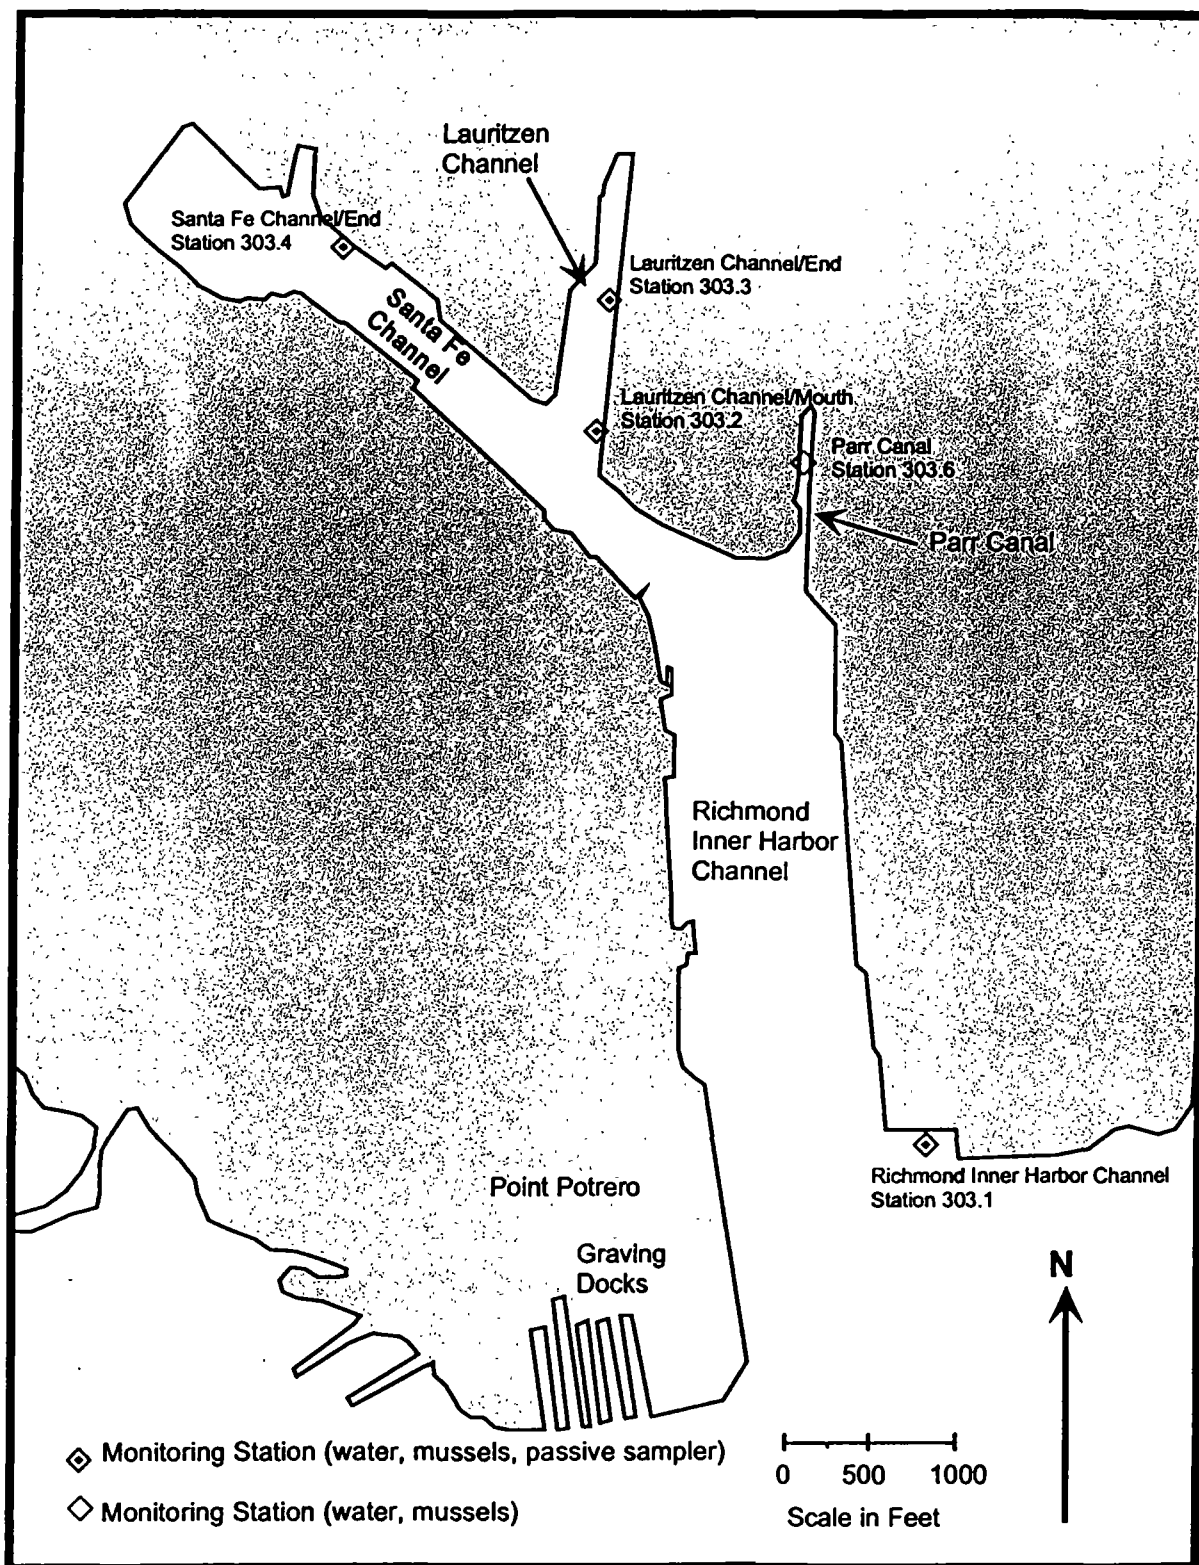 Lauritzen
Channel
Santa Fe Channel/End
Station 303.4
Lauritzen Channel/End
Station 303.3
Santa Fe
Channel
Lauritzen Channel/Mouth
Station 303.2
Parr Canal
Station 303.6
Parr Canal
Richmond
Inner Harbor
Channel
Richmond Inner Harbor Channel
Station 303.1
Point Potrero
Graving
Docks
N
Monitoring Station (water, mussels, passive sampler)
Monitoring Station (water, mussels)
0 500 1000
Scale in Feet